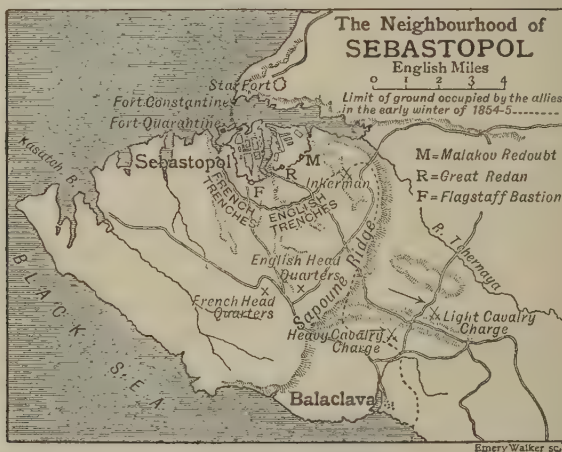 The Neighbourhood of
SEBASTOPOL
English Miles
0 1 2 3 4
Limit of ground occupied by the allies
in the early winter of 1854-5
M=Malakou Redoubt
R=Great Redan
F=Flagstaff Bastion
Star Fort
Fort Constantine
Fort Quarantine
Kasatch. B.
Sebastopol
M
R
F
Inkerman
FRENCH
TRENCHES
ENGLISH
TRENCHES
R. Tchernaya
English Head
Quarters
Sapoune Ridge
French Head
Quarters
Light Cavalry
Charge
Heavy Cavalry
Charge
BLACK SEA
Balaclava
Emery Walker sc.